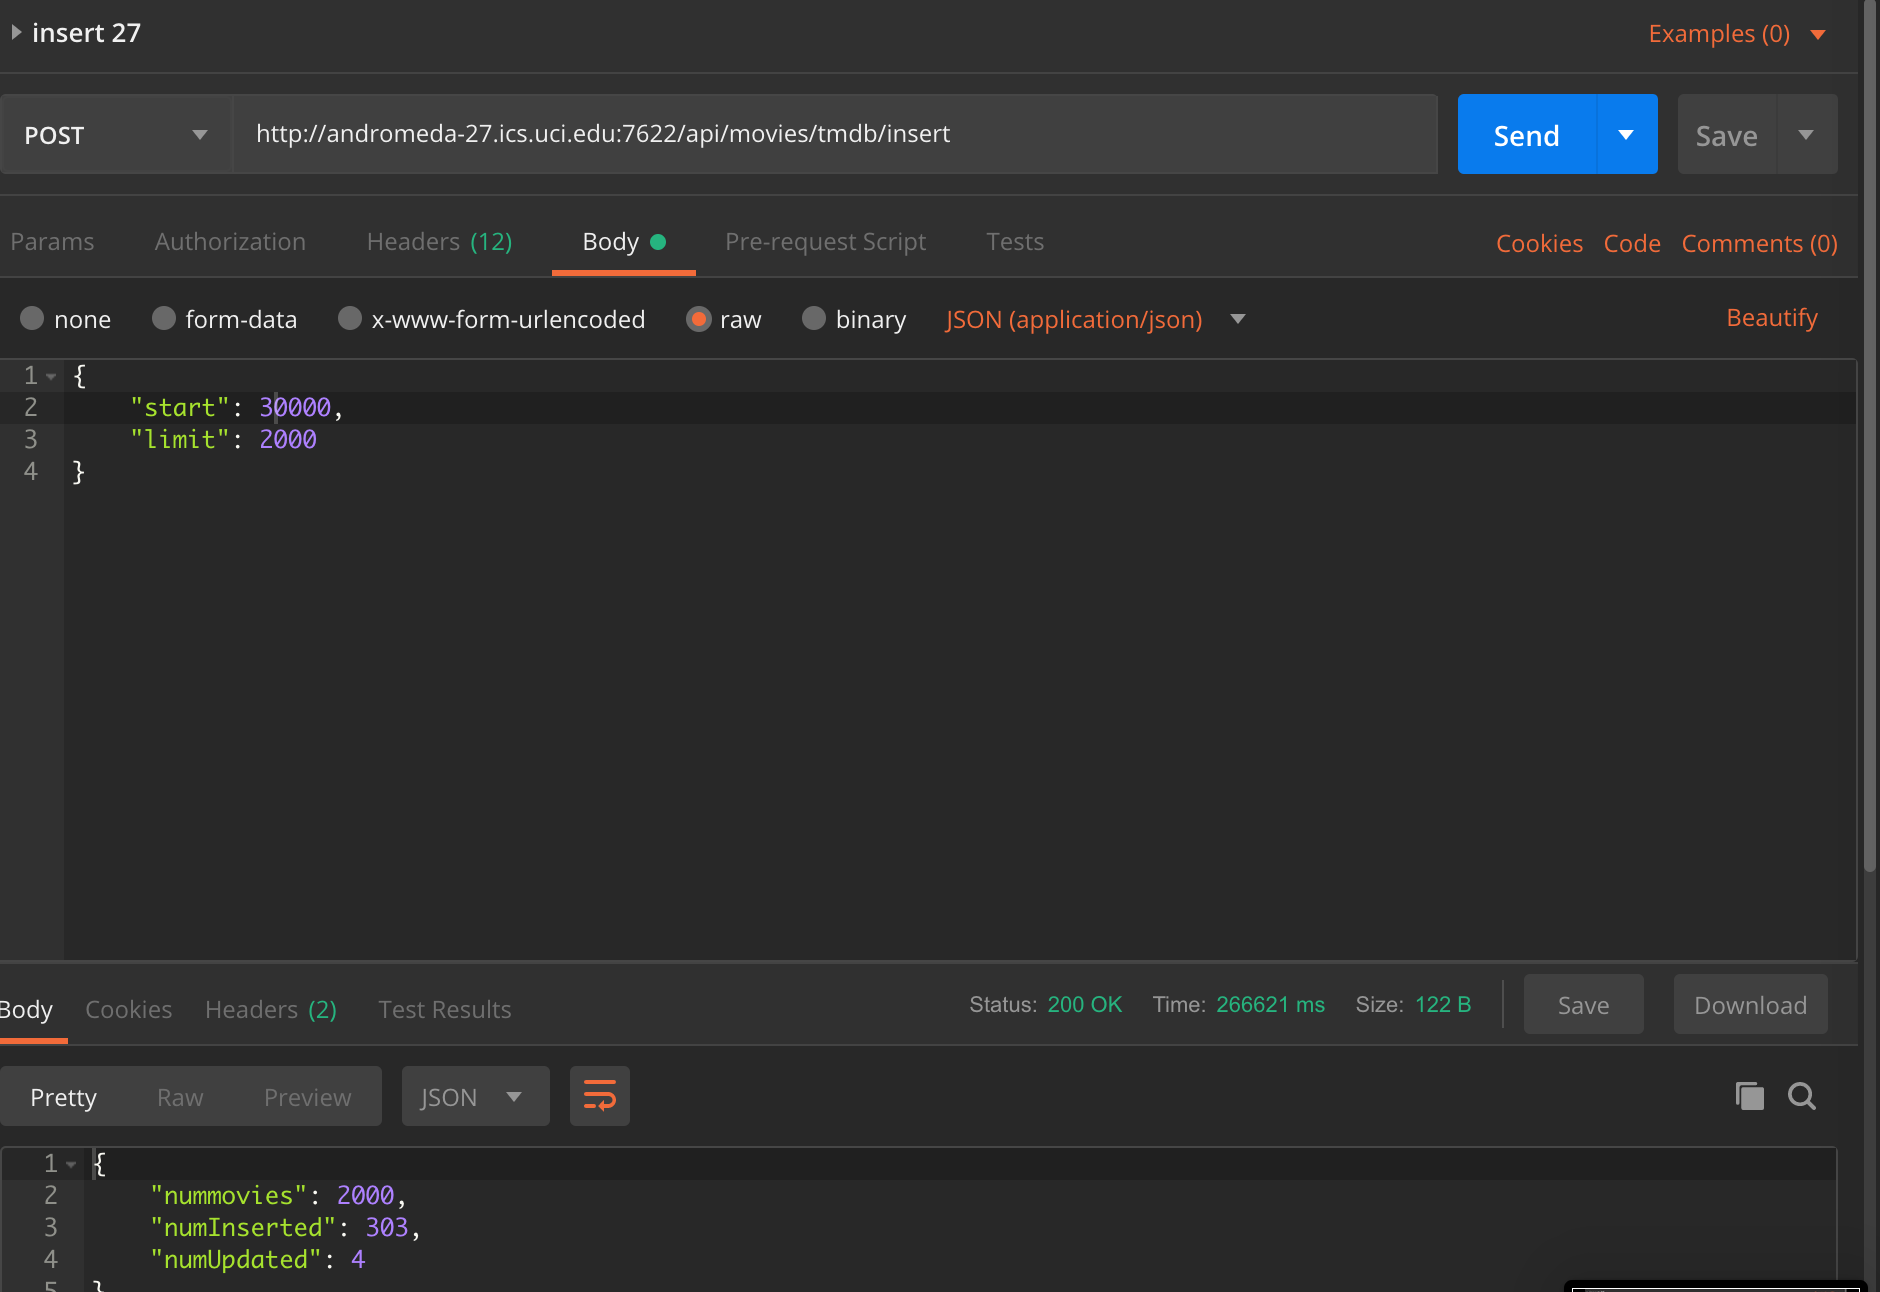 insert 27
Examples (0)
POST
http://andromeda-27.ics.uci.edu:7622/api/movies/tmdb/insert
Send
Save
Params Authorization Headers (12) Body Pre-request Script Tests Cookies Code Comments (0)
none form-data x-www-form-urlencoded raw binary JSON (application/json) Beautify
1 {
2 "start": 30000,
3 "limit": 2000
4 }
Body Cookies Headers (2) Test Results Status: 200 OK Time: 266621 ms Size: 122 B Save Download
Pretty Raw Preview JSON
1 {
2 "nummovies": 2000,
3 "numInserted": 303,
4 "numUpdated": 4
5 }